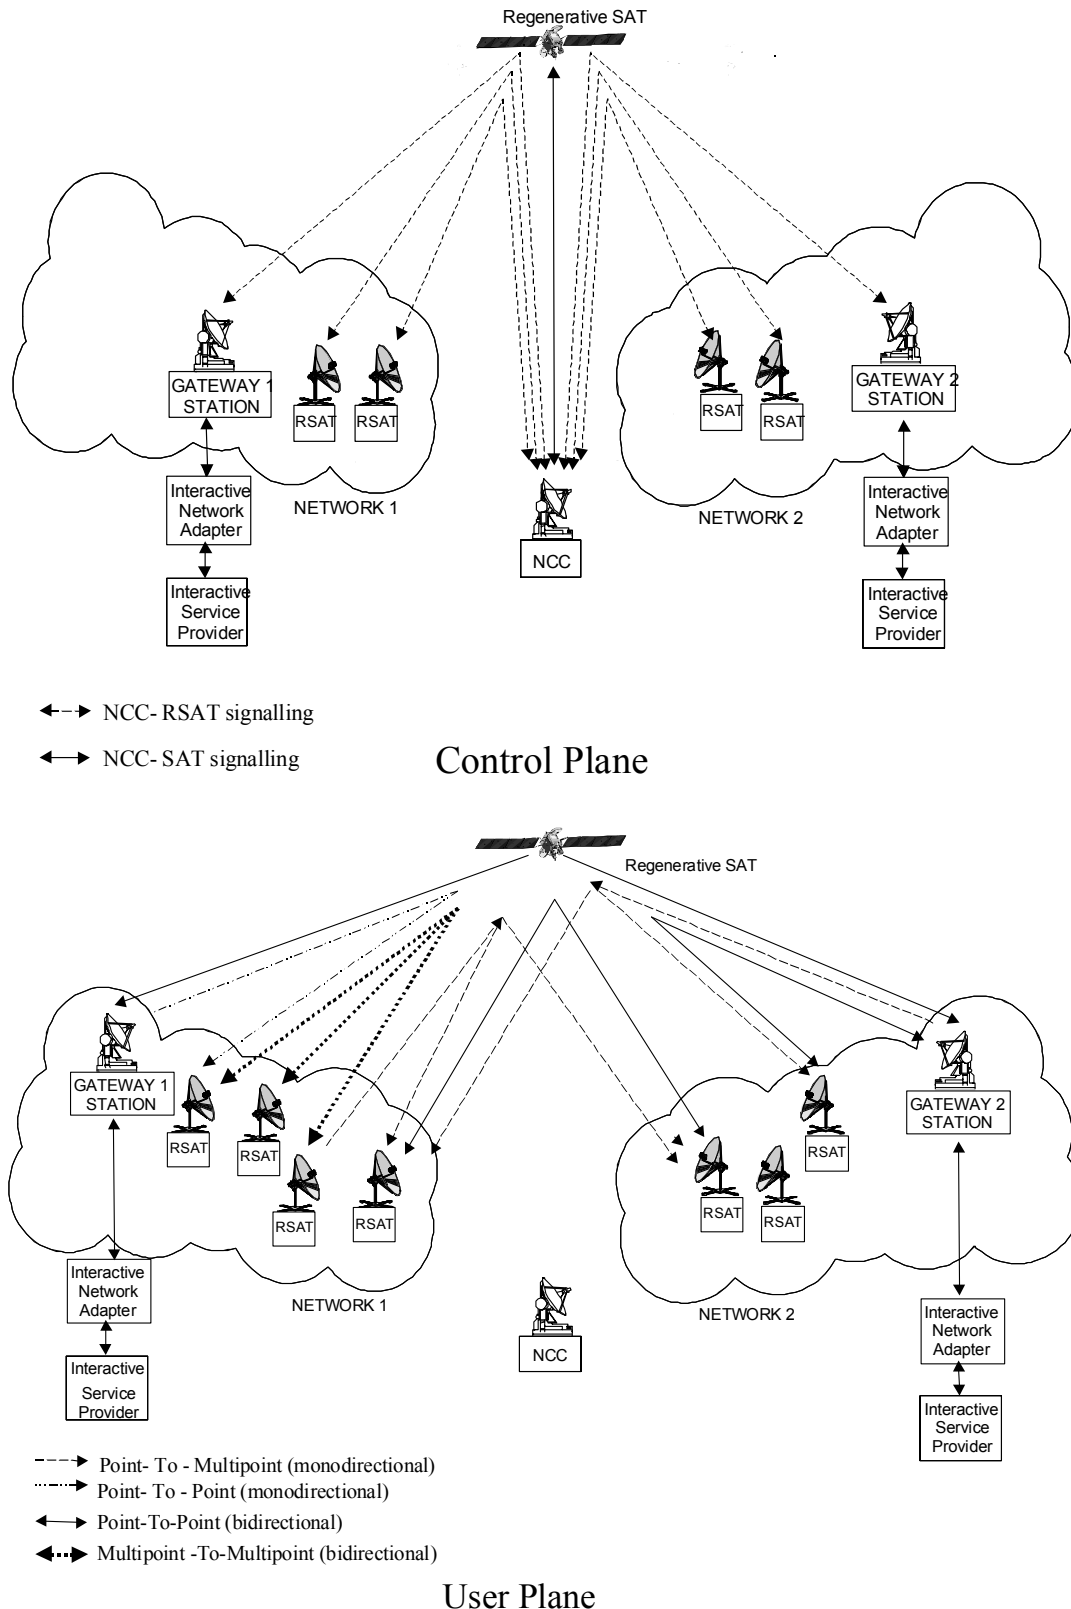 Regenerative SAT
GATEWAY 1
STATION
RSAT
RSAT
RSAT
RSAT
GATEWAY 2
STATION
Interactive
Network
Adapter
NETWORK 1
NETWORK 2
Interactive
Network
Adapter
NCC
Interactive
Service
Provider
Interactive
Service
Provider
NCC- RSAT signalling
NCC- SAT signalling
Control Plane
Regenerative SAT
GATEWAY 1
STATION
RSAT
RSAT
RSAT
RSAT
RSAT
RSAT
RSAT
GATEWAY 2
STATION
Interactive
Network
Adapter
NETWORK 1
NETWORK 2
Interactive
Network
Adapter
NCC
Interactive
Service
Provider
Interactive
Service
Provider
Point- To - Multipoint (monodirectional)
Point- To - Point (monodirectional)
Point-To-Point (bidirectional)
Multipoint -To-Multipoint (bidirectional)
User Plane